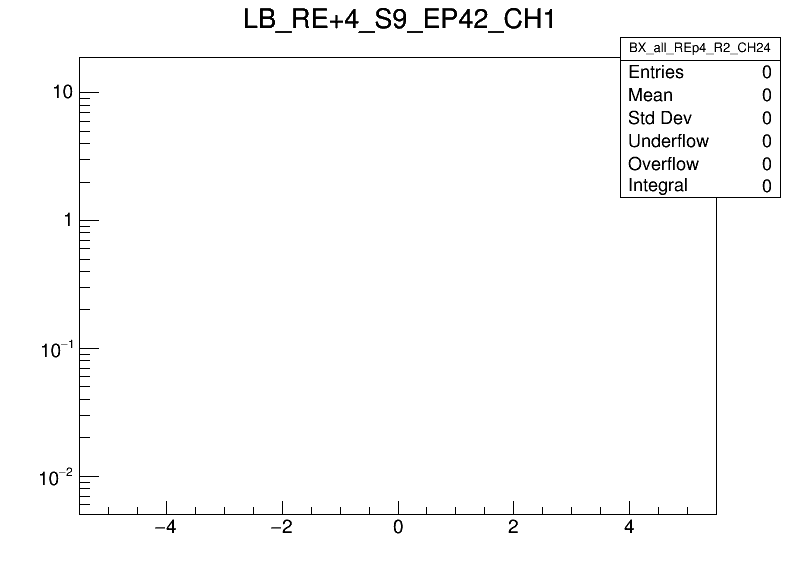 LB_RE+4_S9_EP42_CH1
BX_all_REp4_R2_CH24
Entries 0
Mean 0
Std Dev 0
Underflow 0
Overflow 0
Integral 0
10
1
10⁻¹
10⁻²
−4 −2 0 2 4